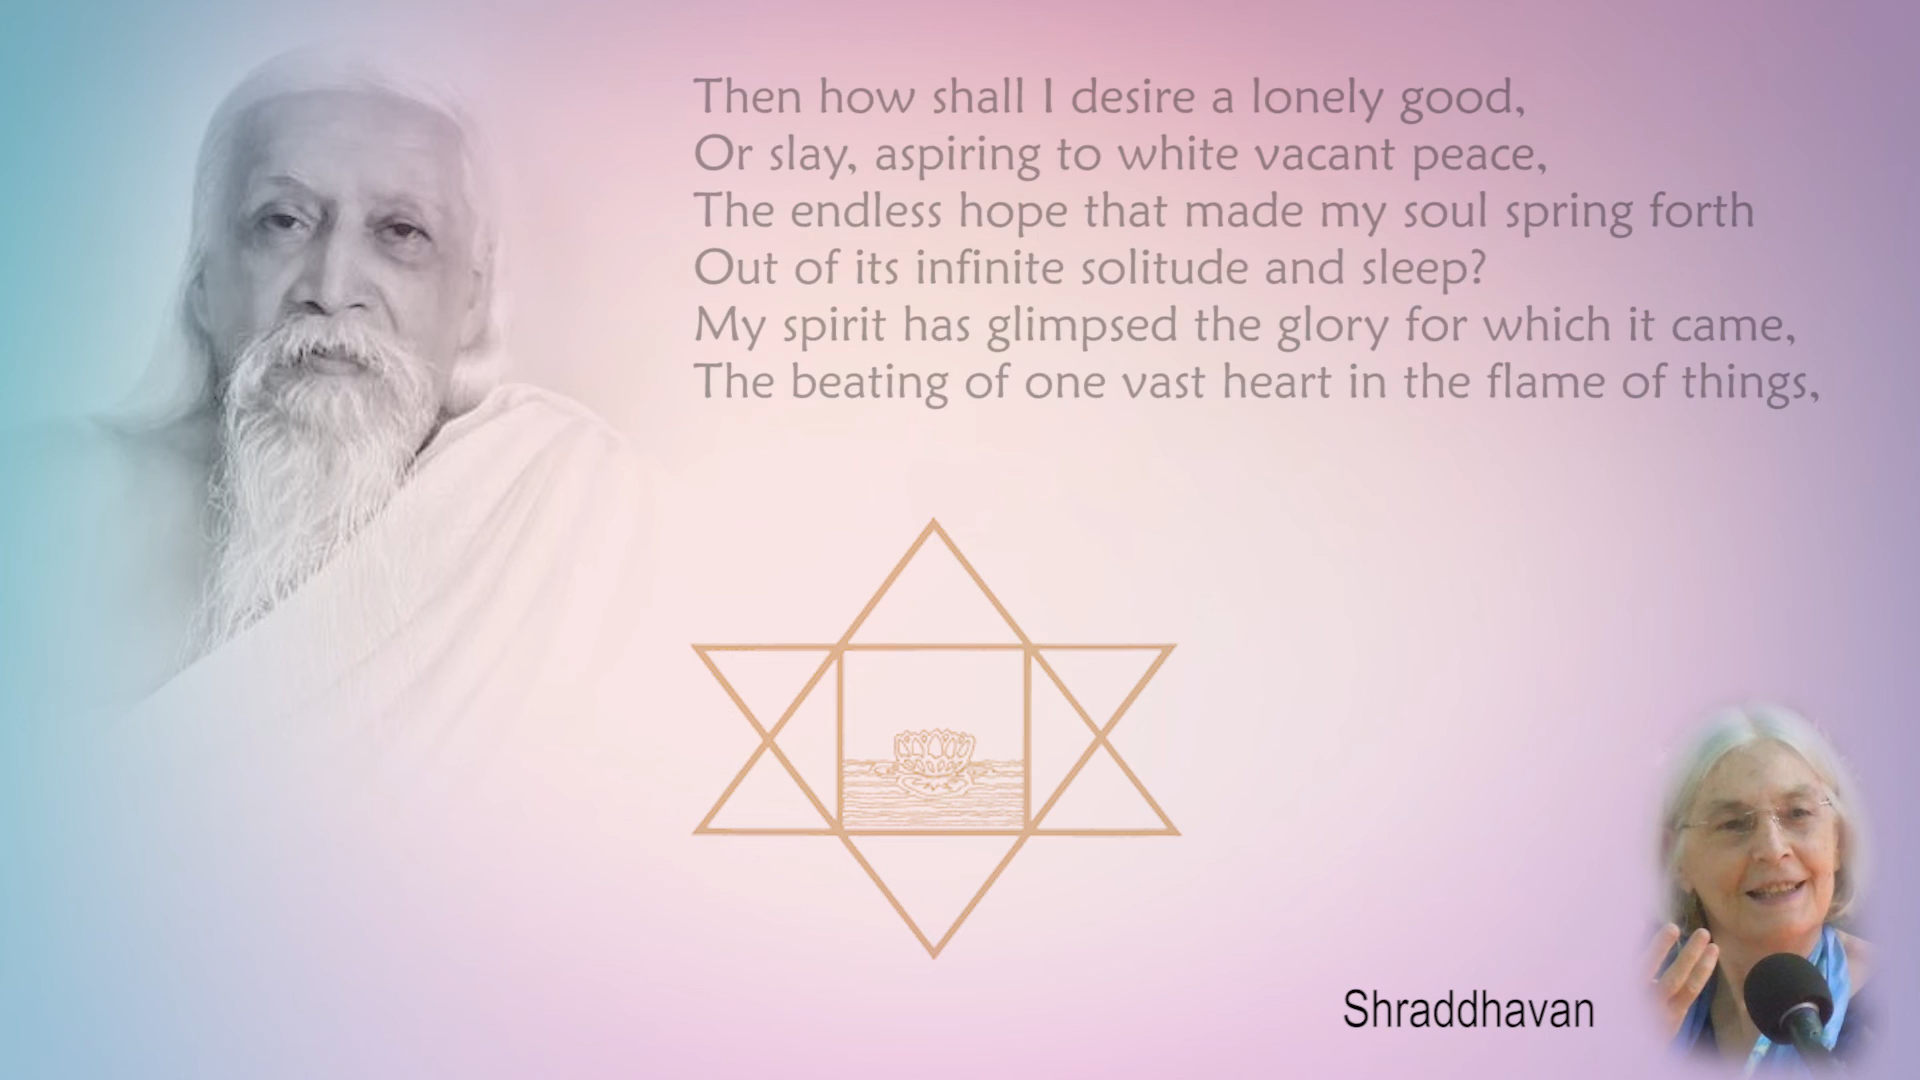 Then how shall I desire a lonely good,
Or slay, aspiring to white vacant peace,
The endless hope that made my soul spring forth
Out of its infinite solitude and sleep?
My spirit has glimpsed the glory for which it came,
The beating of one vast heart in the flame of things,
Shraddhavan